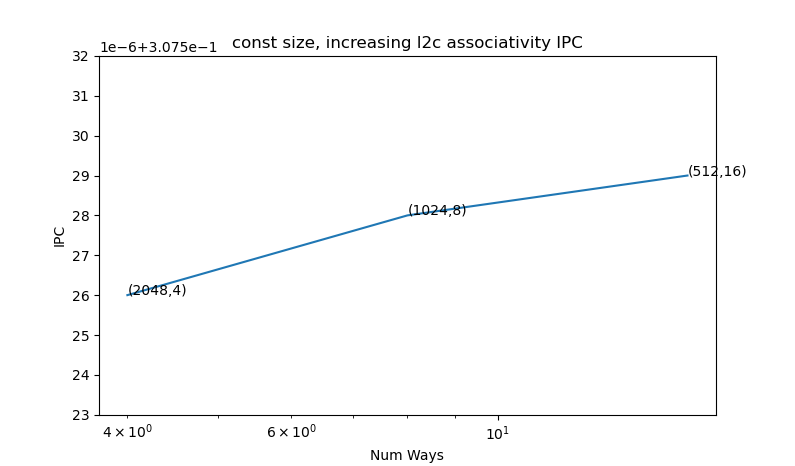 1e−6+3.075e−1
const size, increasing l2c associativity IPC
32
31
30
29
28
27
26
25
24
23
IPC
(2048,4)
(1024,8)
(512,16)
4 × 10⁰
6 × 10⁰
10¹
Num Ways